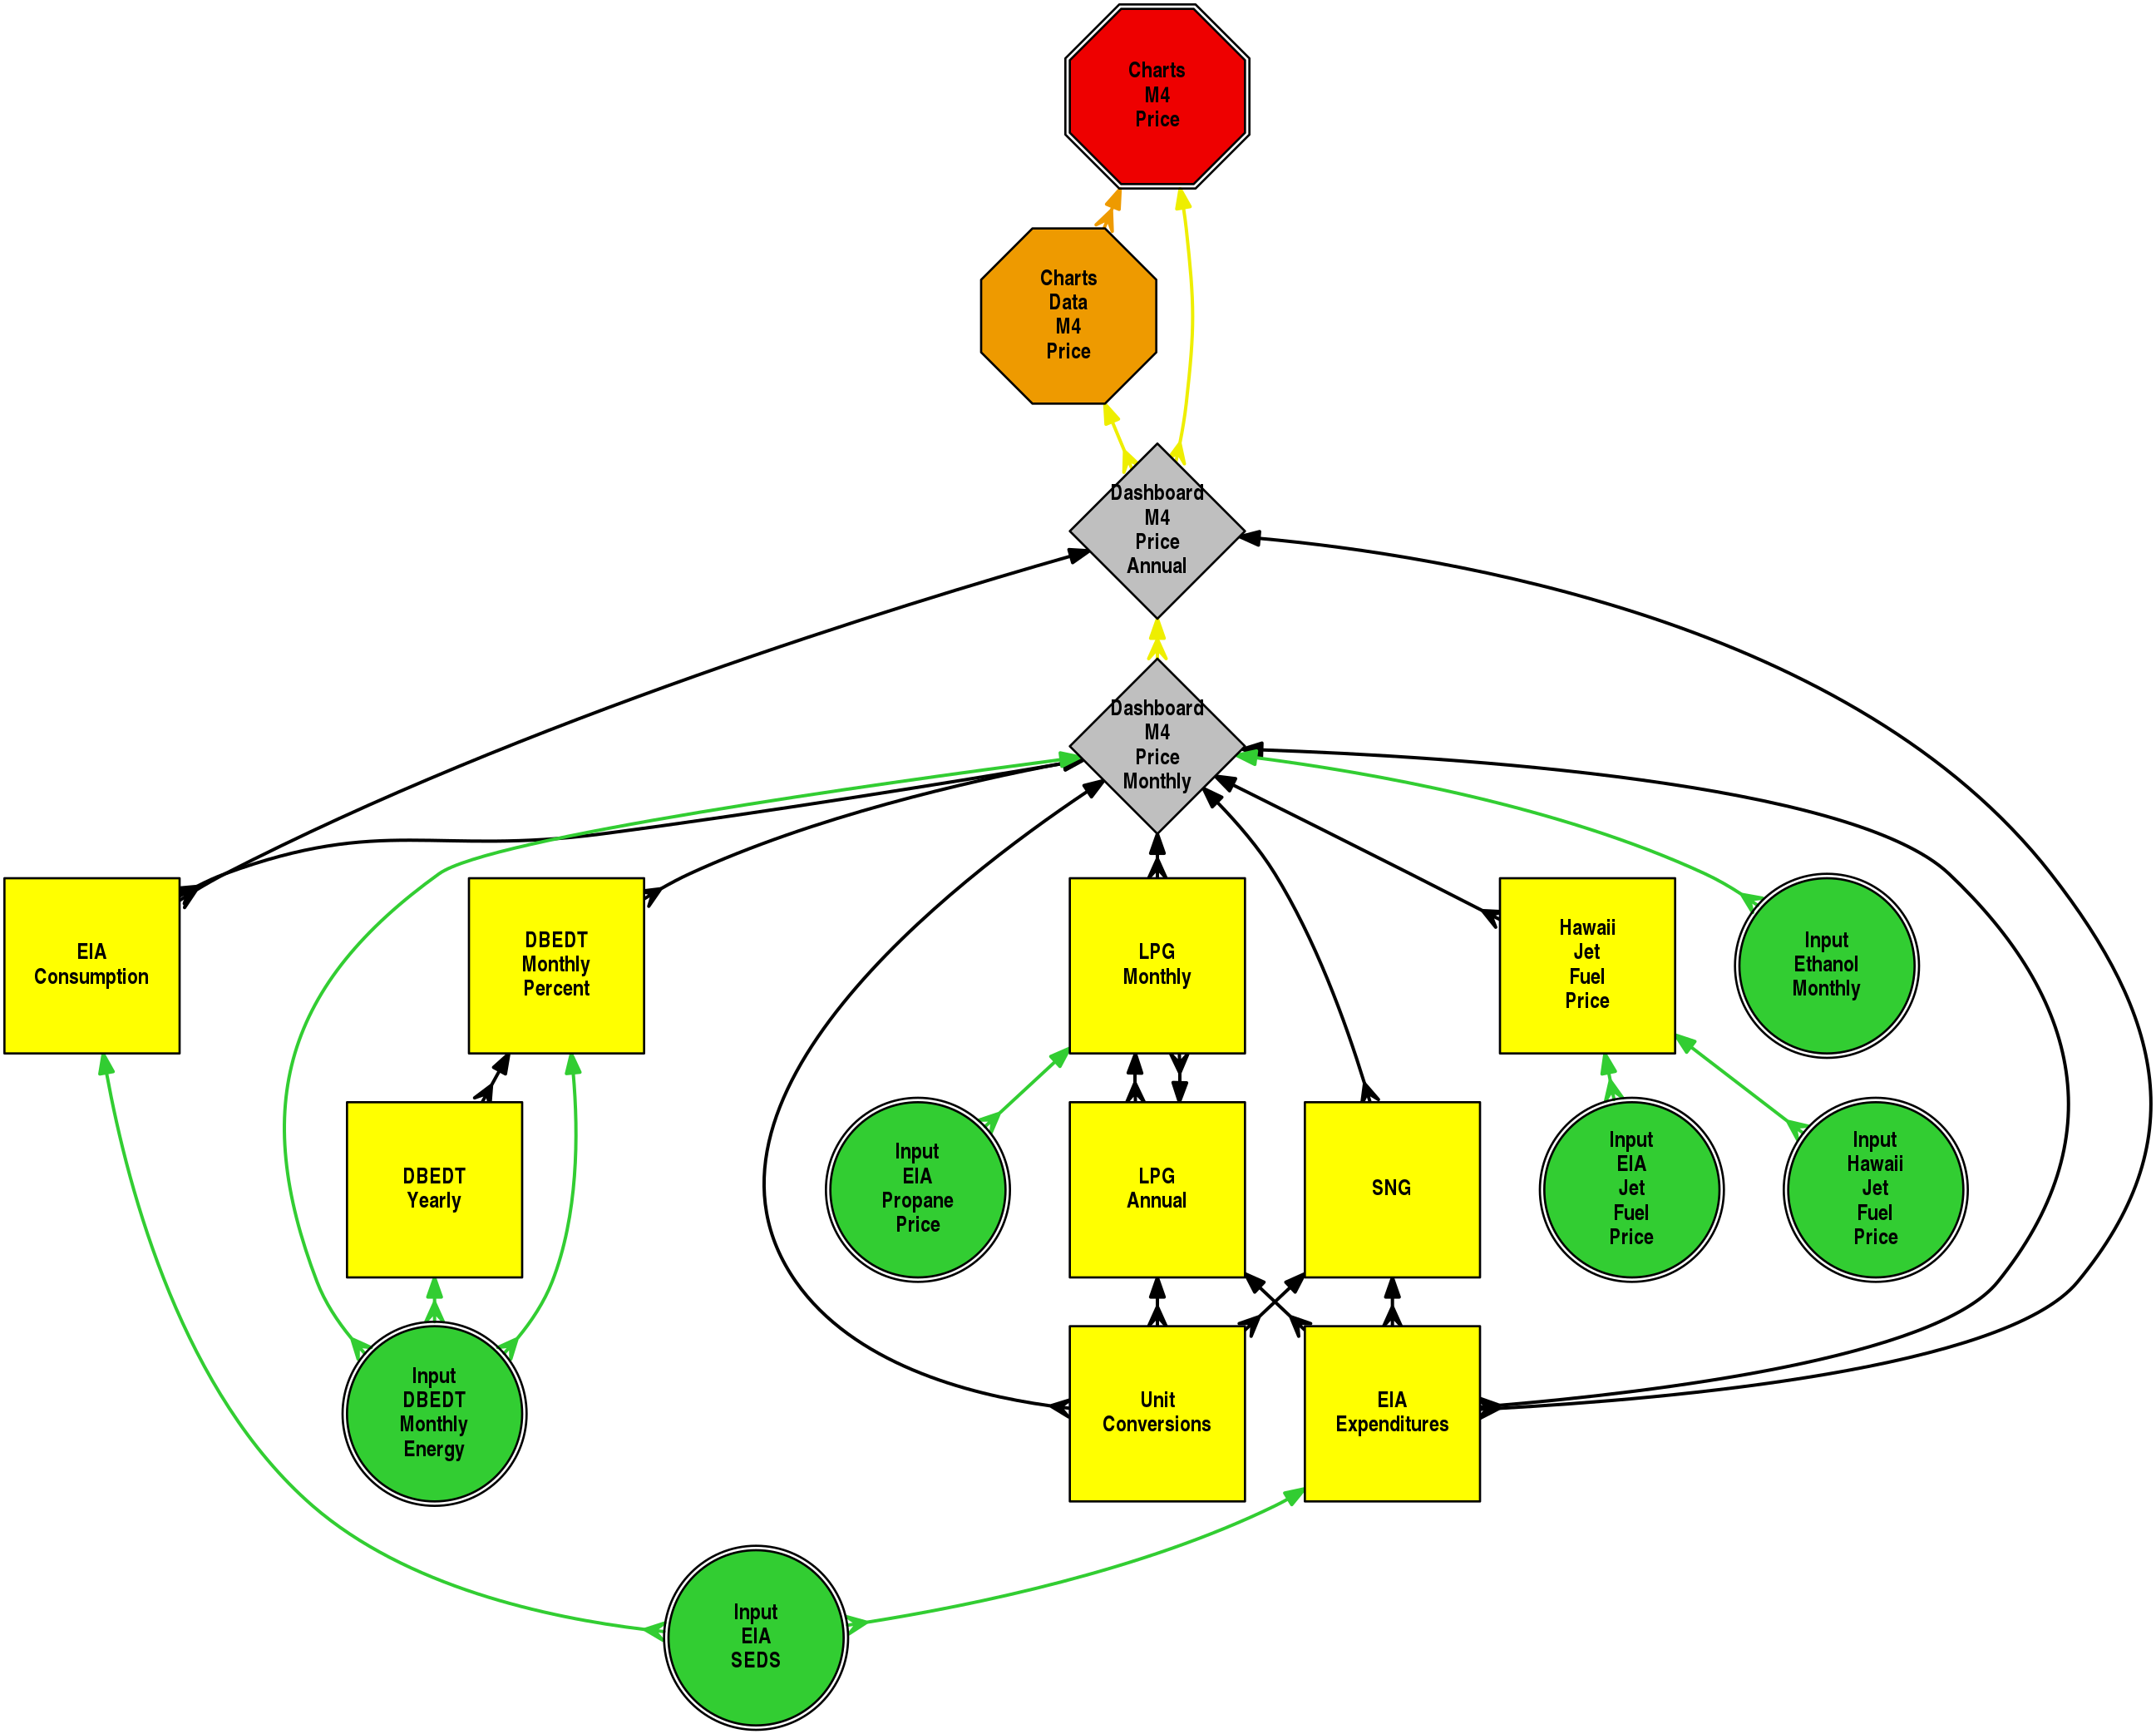 Charts
M4
Price
Charts
Data
M4
Price
Dashboard
M4
Price
Annual
Dashboard
M4
Price
Monthly
EIA
Consumption
DBEDT
Monthly
Percent
LPG
Monthly
Hawaii
Jet
Fuel
Price
Input
Ethanol
Monthly
DBEDT
Yearly
Input
EIA
Propane
Price
LPG
Annual
SNG
Input
EIA
Jet
Fuel
Price
Input
Hawaii
Jet
Fuel
Price
Input
DBEDT
Monthly
Energy
Unit
Conversions
EIA
Expenditures
Input
EIA
SEDS